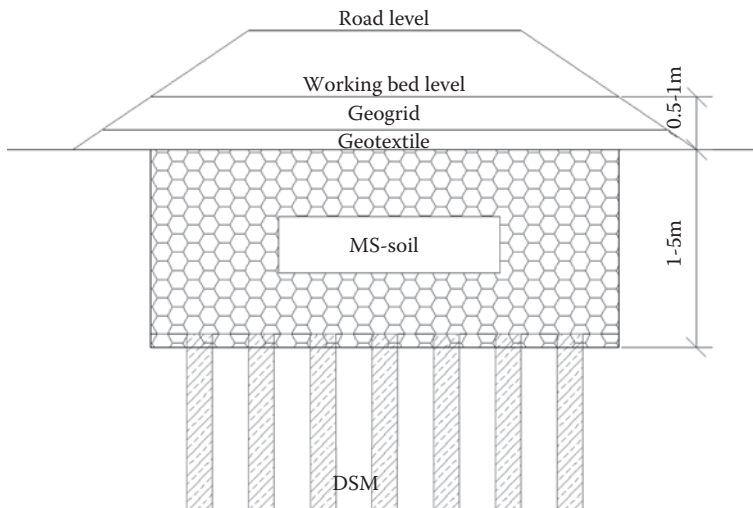 Road level
Working bed level
Geogrid
Geotextile
0.5-1m
MS-soil
1-5m
DSM